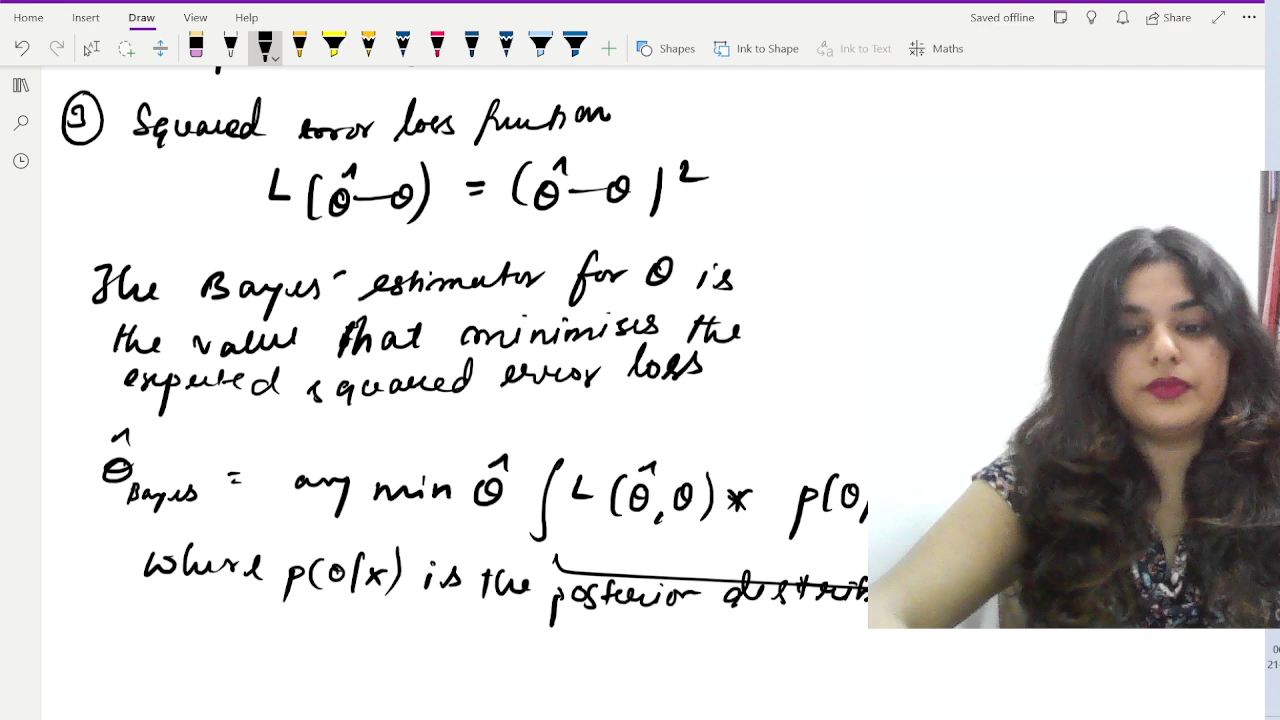 Home Insert Draw View Help Saved offline Share
Shapes Ink to Shape Ink to Text Maths
9 Squared error loss function
L(θ̂—θ) = (θ̂—θ)²
The Bayes' estimator for θ is
the value that minimises the
expected squared error loss
θ̂Bayes = arg min θ̂ ∫ L(θ̂,θ)* p(θ
where p(θ/x) is the posterior distrib